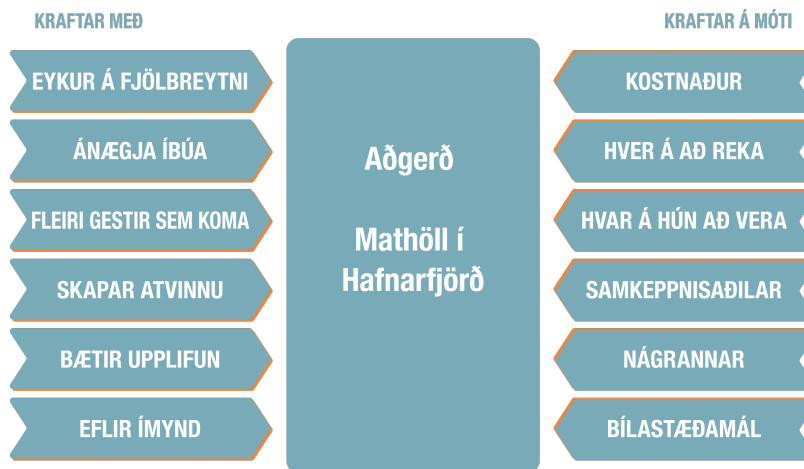 KRAFTAR MEÐ
EYKUR Á FJÖLBREYTNI
ÁNÆGJA ÍBÚA
FLEIRI GESTIR SEM KOMA
SKAPAR ATVINNU
BÆTIR UPPLIFUN
EFLIR ÍMYND
Aðgerð
Mathöll í
Hafnarfjörð
KRAFTAR Á MÓTI
KOSTNAÐUR
HVER Á AÐ REKA
HVAR Á HÚN AÐ VERA
SAMKEPPNISAÐILAR
NÁGRANNAR
BÍLASTÆÐAMÁL